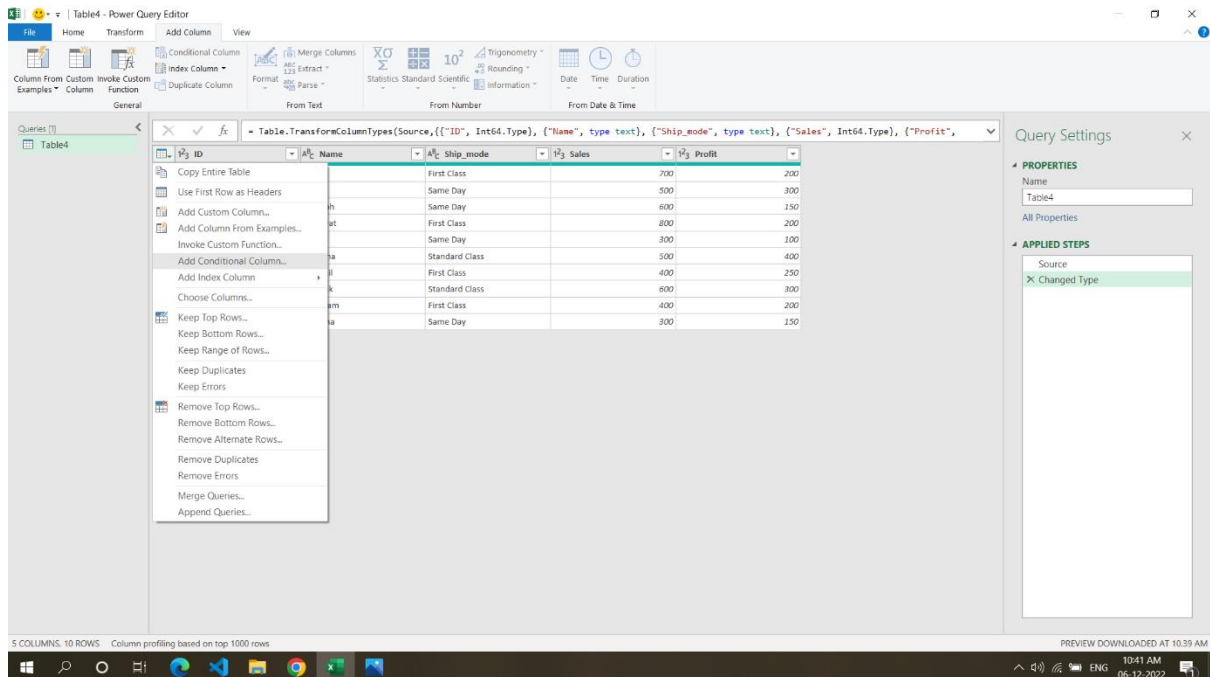 Table4 - Power Query Editor
File Home Transform Add Column View
Column From Examples Custom Column Invoke Custom Function
General
Conditional Column
Index Column
Duplicate Column
Format
Merge Columns
Extract
Parse
From Text
Statistics Standard Scientific
10²
Trigonometry
Rounding
Information
From Number
Date Time Duration
From Date & Time
Queries [1]
Table4
= Table.TransformColumnTypes(Source,{{"ID", Int64.Type}, {"Name", type text}, {"Ship_mode", type text}, {"Sales", Int64.Type}, {"Profit",
ID Name Ship_mode Sales Profit
First Class 700 200
Same Day 500 300
Same Day 600 150
First Class 800 200
Same Day 300 100
Standard Class 500 400
First Class 400 250
Standard Class 600 300
First Class 400 200
Same Day 300 150
Copy Entire Table
Use First Row as Headers
Add Custom Column...
Add Column From Examples...
Invoke Custom Function...
Add Conditional Column...
Add Index Column
Choose Columns...
Keep Top Rows...
Keep Bottom Rows...
Keep Range of Rows...
Keep Duplicates
Keep Errors
Remove Top Rows...
Remove Bottom Rows...
Remove Alternate Rows...
Remove Duplicates
Remove Errors
Merge Queries...
Append Queries...
Query Settings
PROPERTIES
Name
Table4
All Properties
APPLIED STEPS
Source
Changed Type
5 COLUMNS, 10 ROWS Column profiling based on top 1000 rows
PREVIEW DOWNLOADED AT 10.39 AM
ENG
10:41 AM
06-12-2022